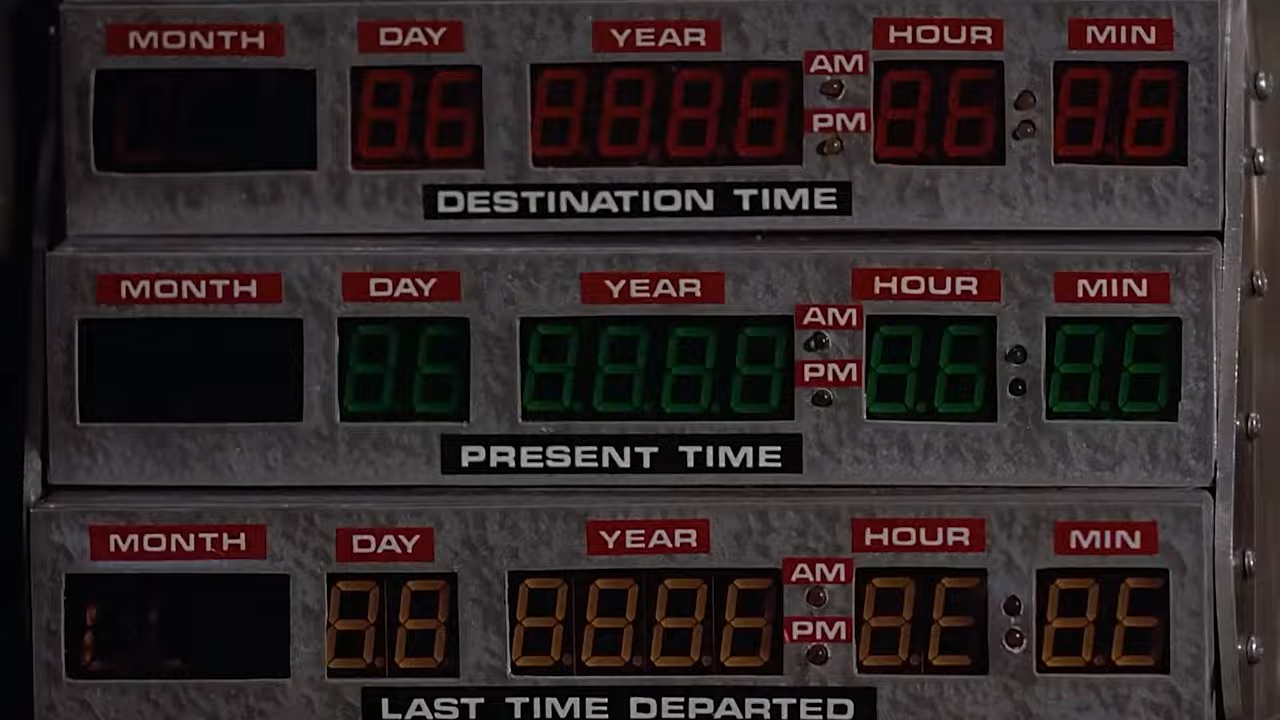 MONTH DAY YEAR AM PM HOUR MIN
DESTINATION TIME
MONTH DAY YEAR AM PM HOUR MIN
PRESENT TIME
MONTH DAY YEAR AM PM HOUR MIN
LAST TIME DEPARTED